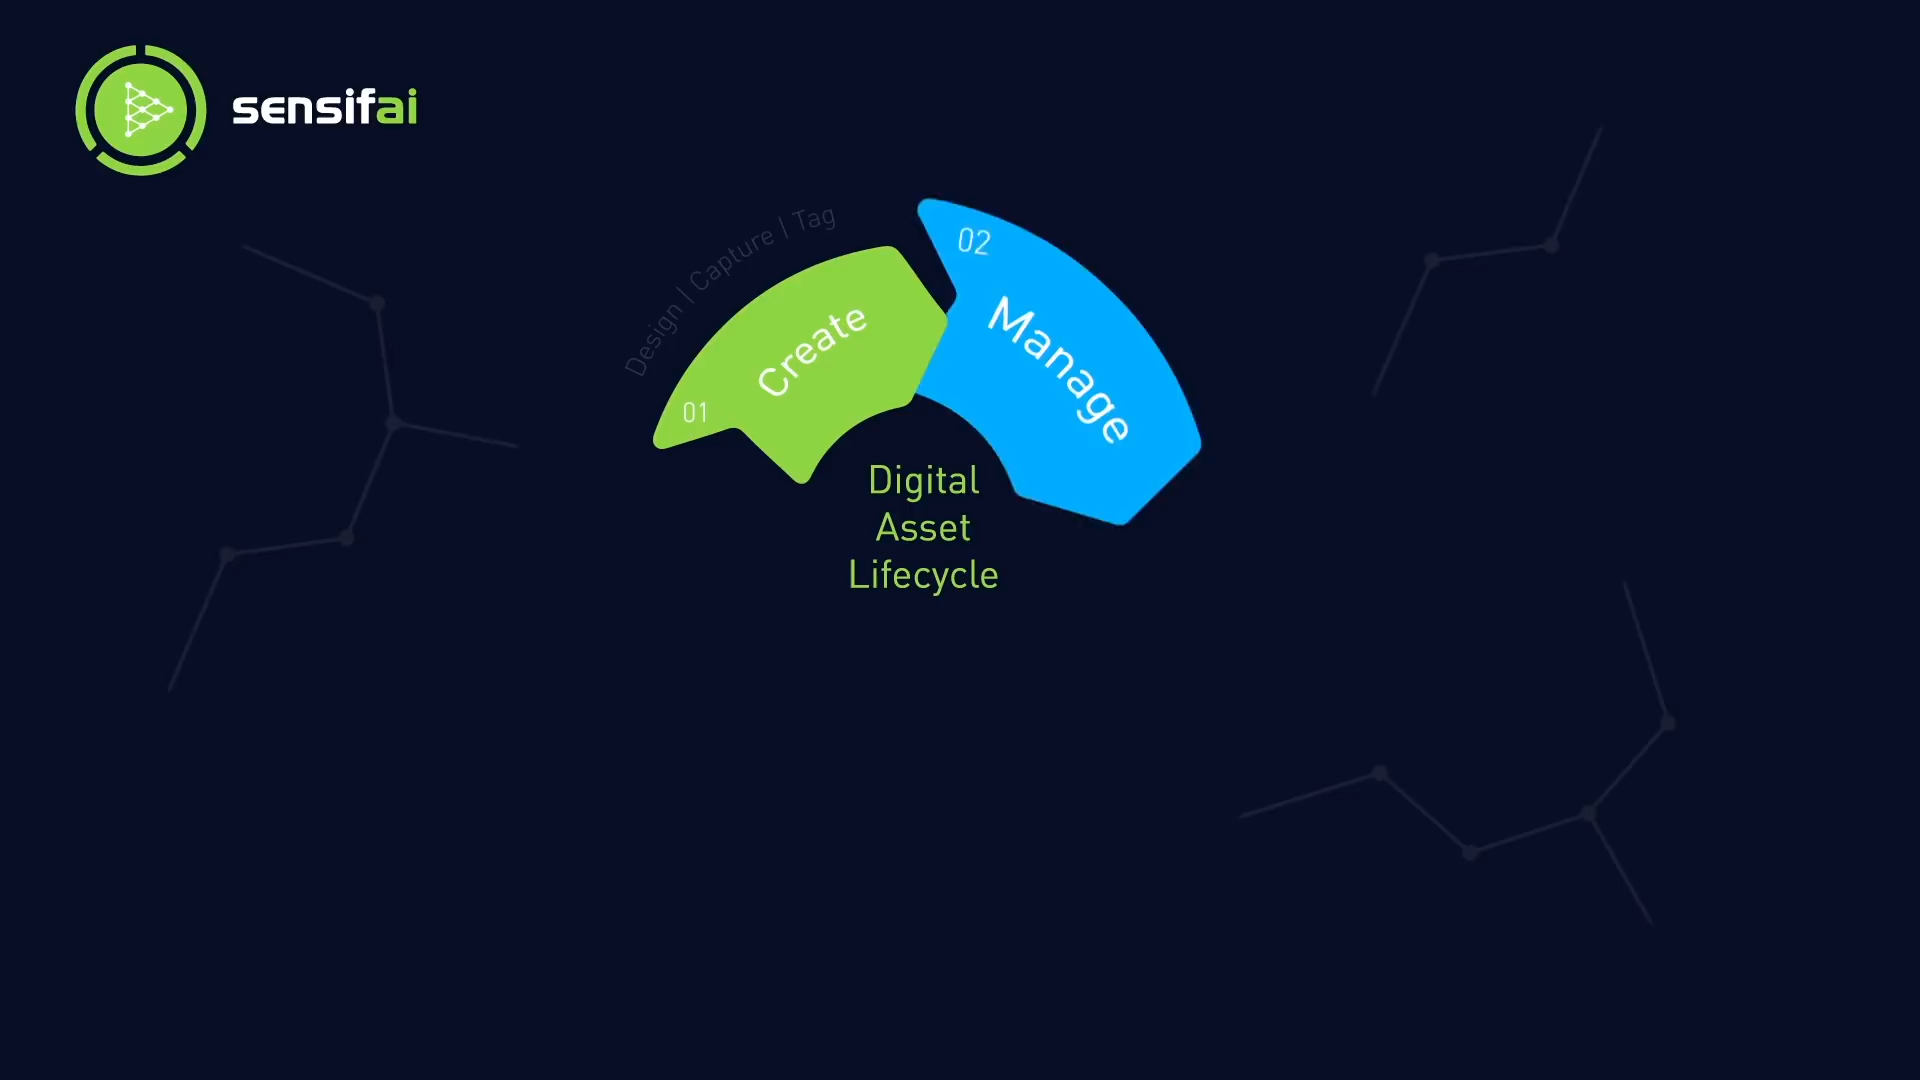 sensifai
Design | Capture | Tag
01
Create
02
Manage
Digital
Asset
Lifecycle